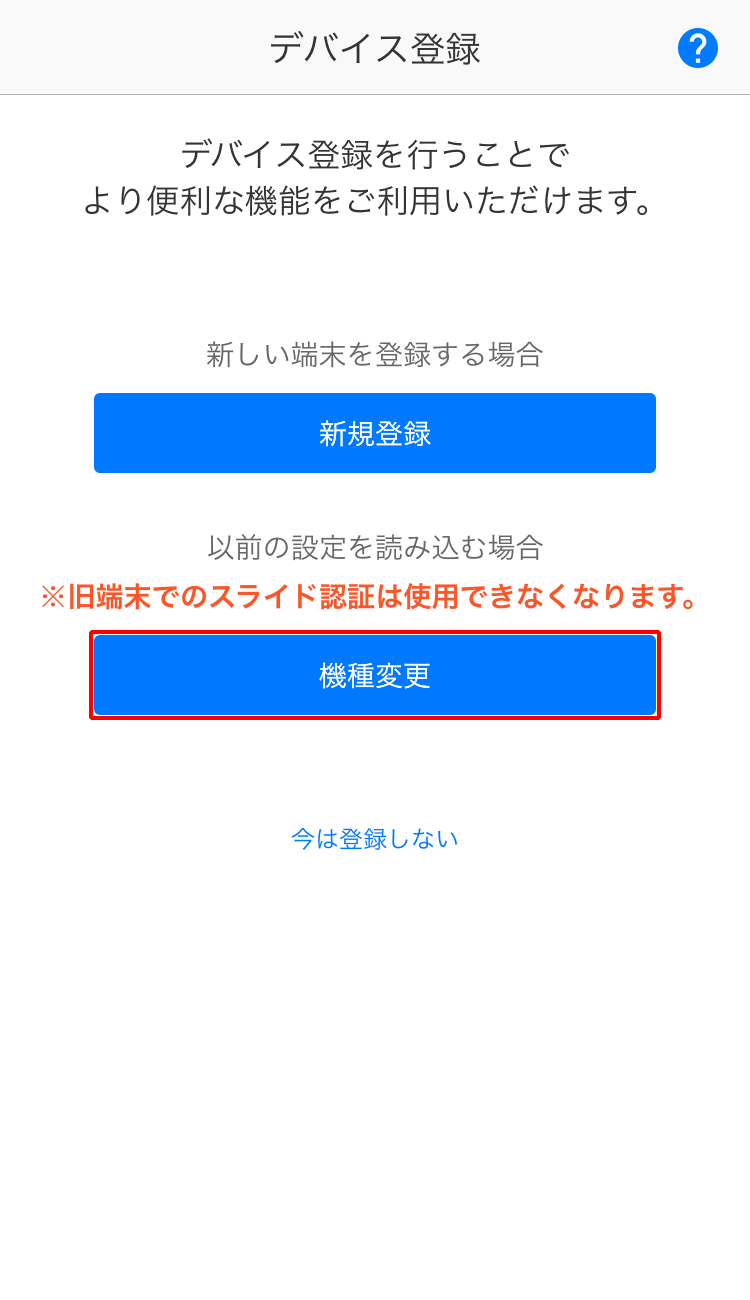 デバイス登録
?
デバイス登録を行うことで
より便利な機能をご利用いただけます。
新しい端末を登録する場合
新規登録
以前の設定を読み込む場合
※旧端末でのスライド認証は使用できなくなります。
機種変更
今は登録しない